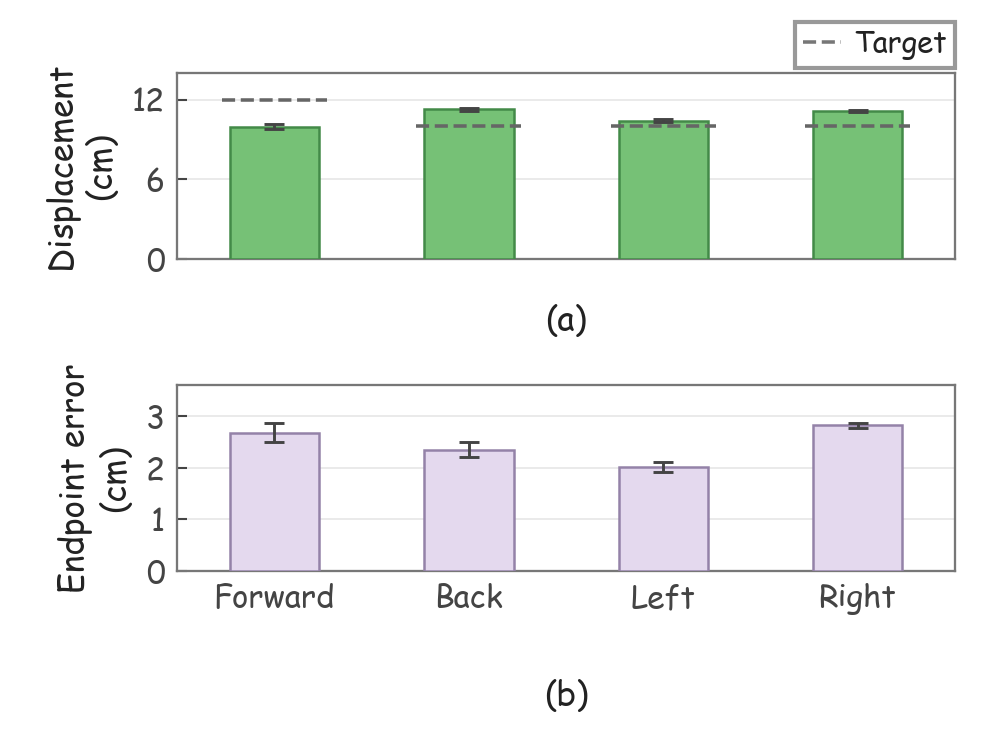 Target
Displacement
(cm)
12
6
0
(a)
Endpoint error
(cm)
3
2
1
0
Forward Back Left Right
(b)